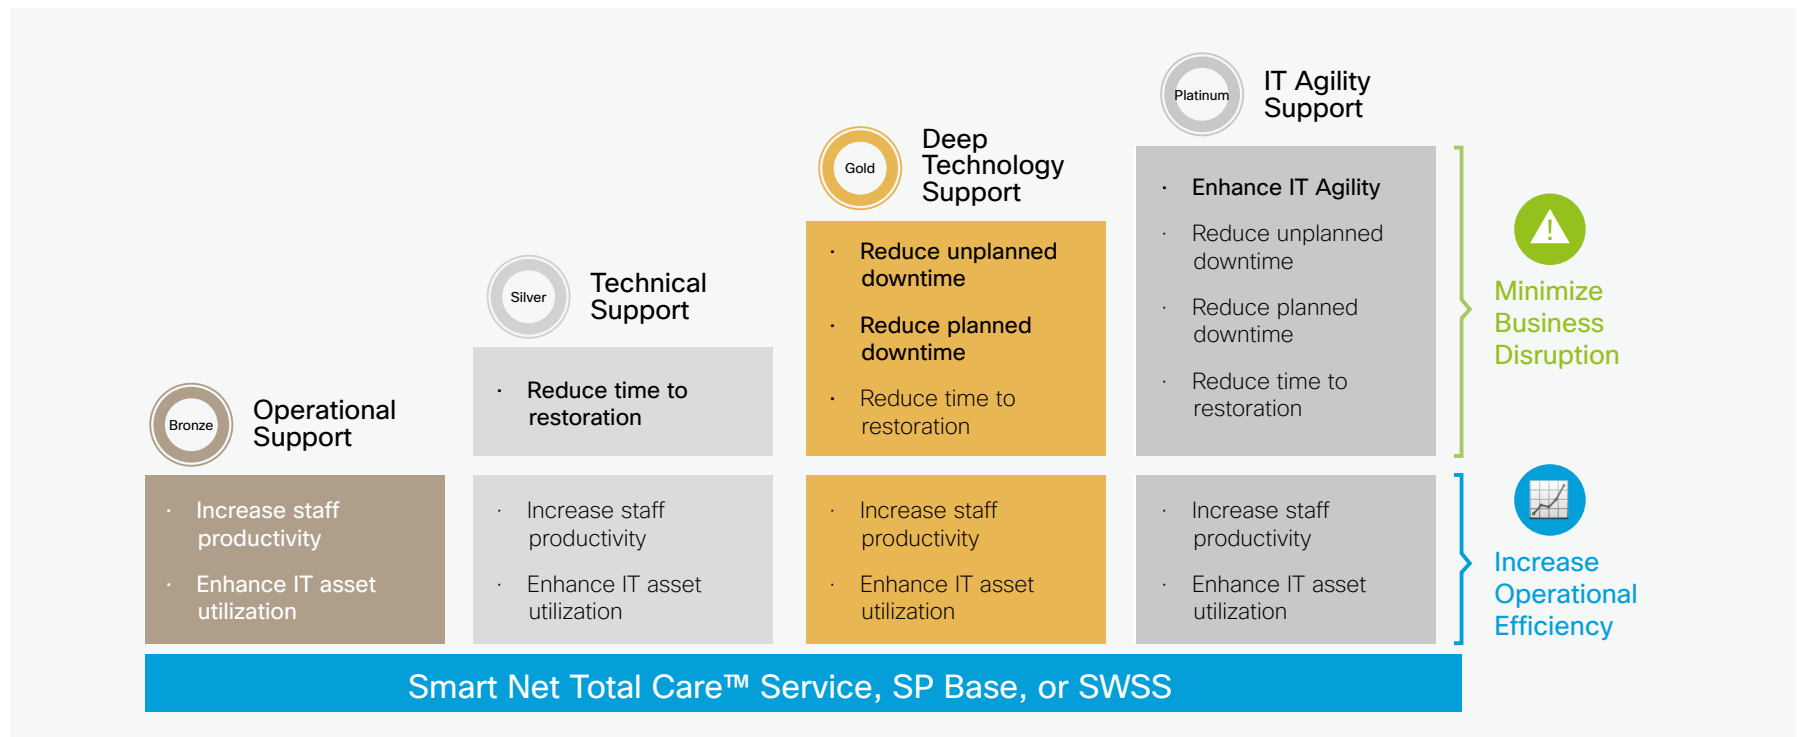 Platinum
IT Agility
Support
· Enhance IT Agility
· Reduce unplanned
downtime
· Reduce planned
downtime
· Reduce time to
restoration
Gold
Deep
Technology
Support
· Reduce unplanned
downtime
· Reduce planned
downtime
· Reduce time to
restoration
Silver
Technical
Support
· Reduce time to
restoration
Bronze
Operational
Support
· Increase staff
productivity
· Enhance IT asset
utilization
· Increase staff
productivity
· Enhance IT asset
utilization
· Increase staff
productivity
· Enhance IT asset
utilization
· Increase staff
productivity
· Enhance IT asset
utilization
Minimize
Business
Disruption
Increase
Operational
Efficiency
Smart Net Total Care™ Service, SP Base, or SWSS